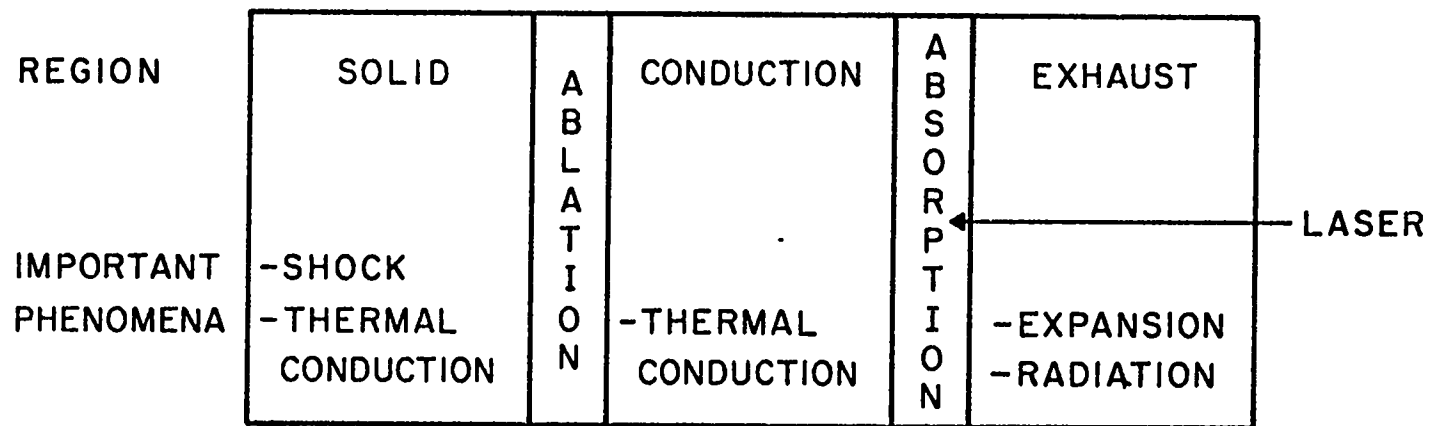 REGION
SOLID
ABLATION
CONDUCTION
ABSORPTION
EXHAUST
LASER
IMPORTANT
PHENOMENA
-SHOCK
-THERMAL
CONDUCTION
-THERMAL
CONDUCTION
-EXPANSION
-RADIATION